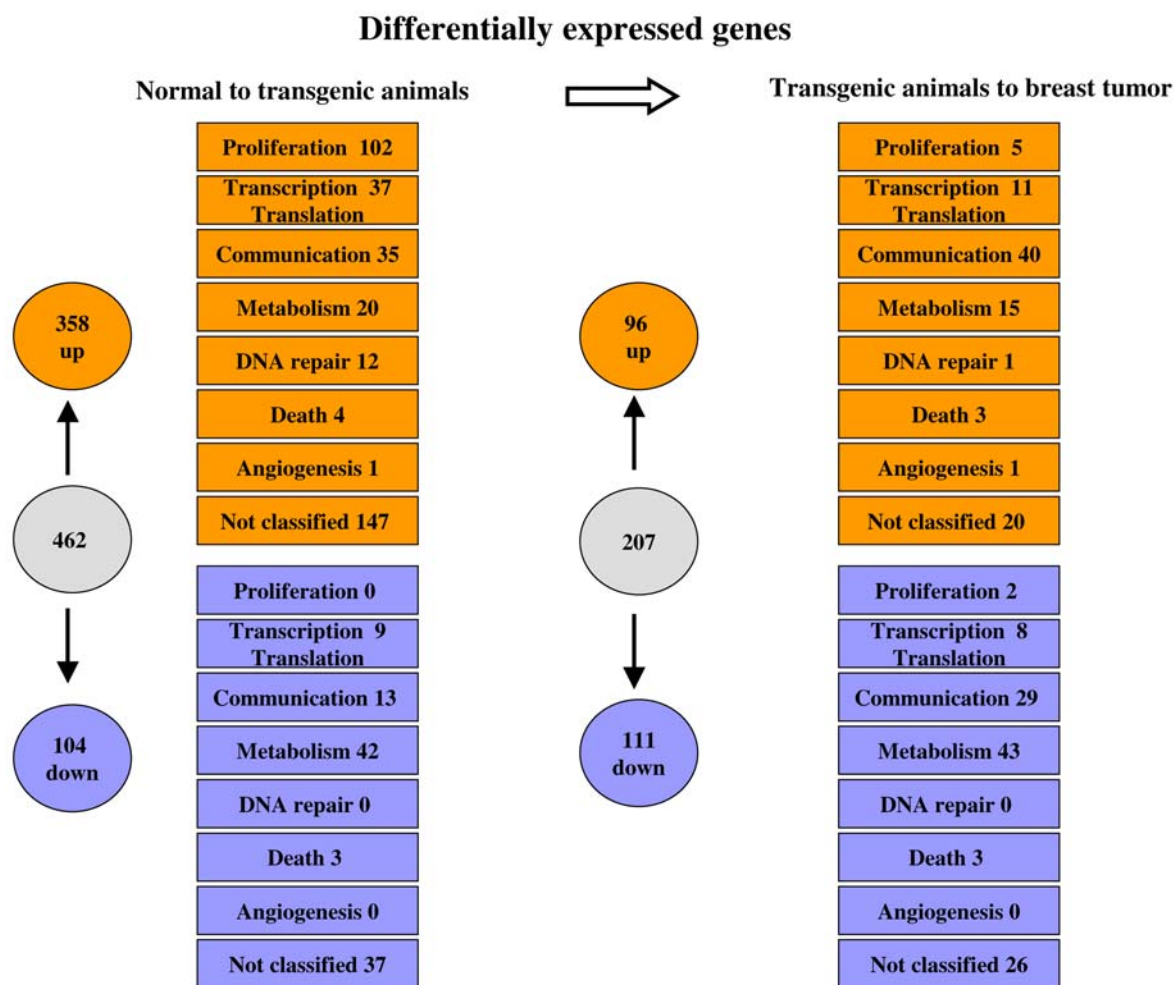 Differentially expressed genes
Normal to transgenic animals
Proliferation 102
Transcription 37
Translation
Communication 35
Metabolism 20
DNA repair 12
Death 4
Angiogenesis 1
Not classified 147
Proliferation 0
Transcription 9
Translation
Communication 13
Metabolism 42
DNA repair 0
Death 3
Angiogenesis 0
Not classified 37
358
up
462
104
down
Transgenic animals to breast tumor
Proliferation 5
Transcription 11
Translation
Communication 40
Metabolism 15
DNA repair 1
Death 3
Angiogenesis 1
Not classified 20
Proliferation 2
Transcription 8
Translation
Communication 29
Metabolism 43
DNA repair 0
Death 3
Angiogenesis 0
Not classified 26
96
up
207
111
down